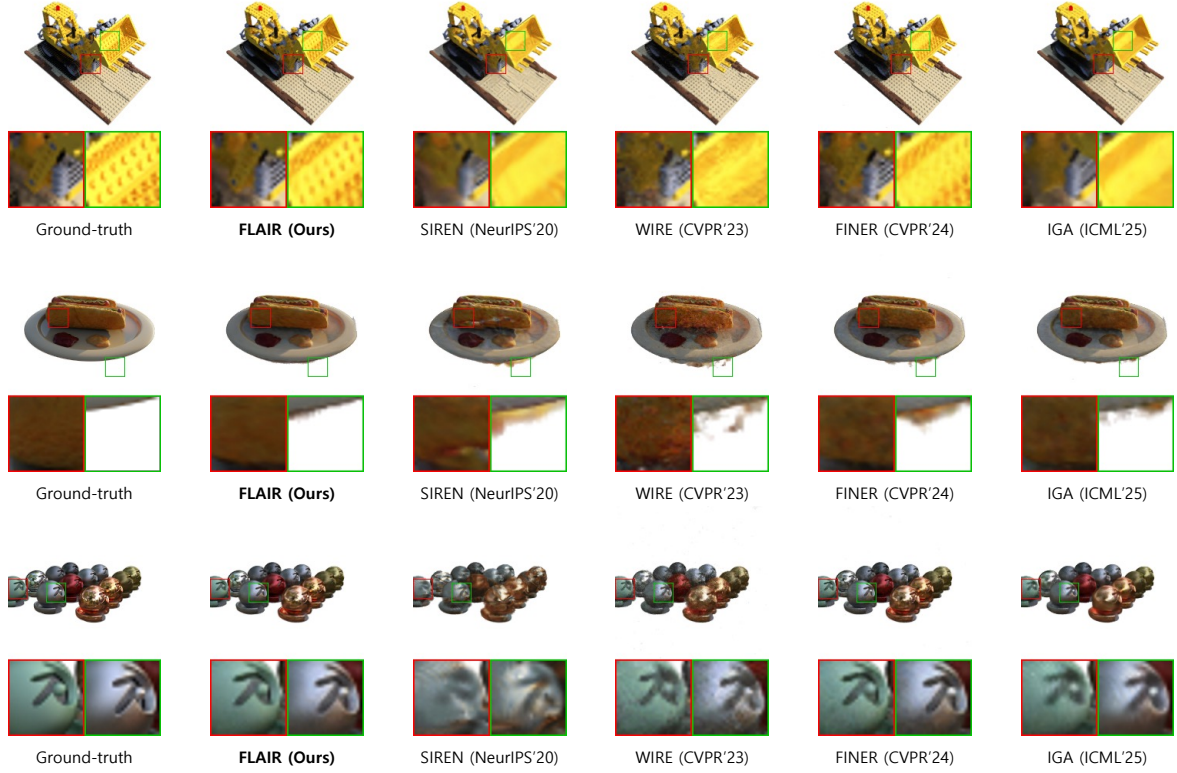 Ground-truth FLAIR (Ours) SIREN (NeurIPS'20) WIRE (CVPR'23) FINER (CVPR'24) IGA (ICML'25)
Ground-truth FLAIR (Ours) SIREN (NeurIPS'20) WIRE (CVPR'23) FINER (CVPR'24) IGA (ICML'25)
Ground-truth FLAIR (Ours) SIREN (NeurIPS'20) WIRE (CVPR'23) FINER (CVPR'24) IGA (ICML'25)